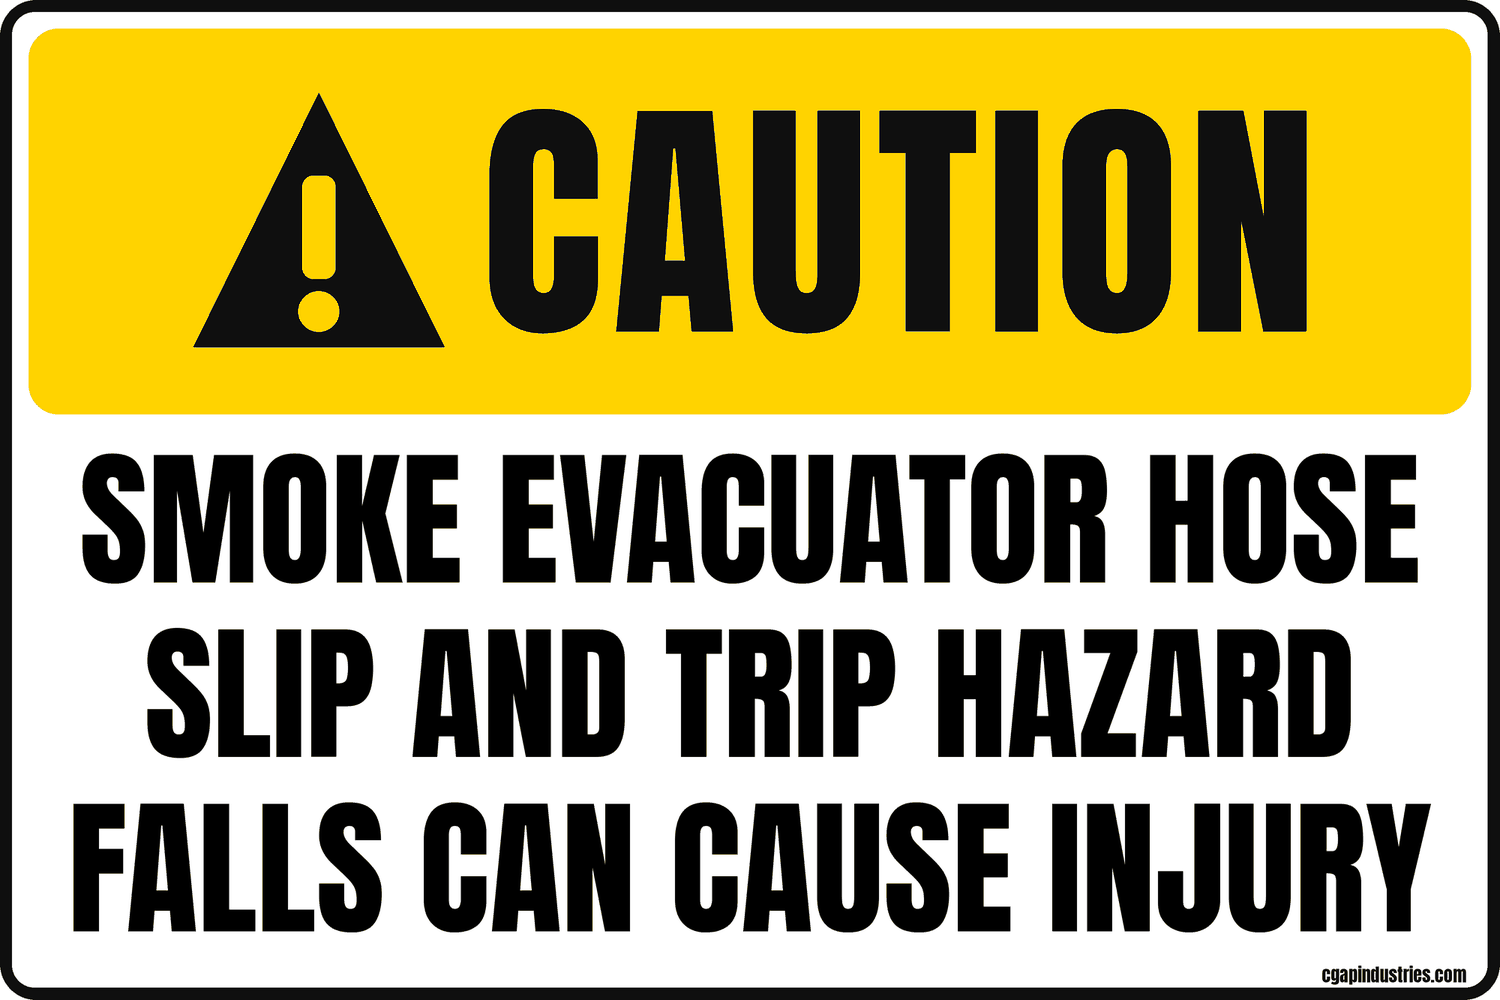 CAUTION
SMOKE EVACUATOR HOSE
SLIP AND TRIP HAZARD
FALLS CAN CAUSE INJURY
cgapindustries.com